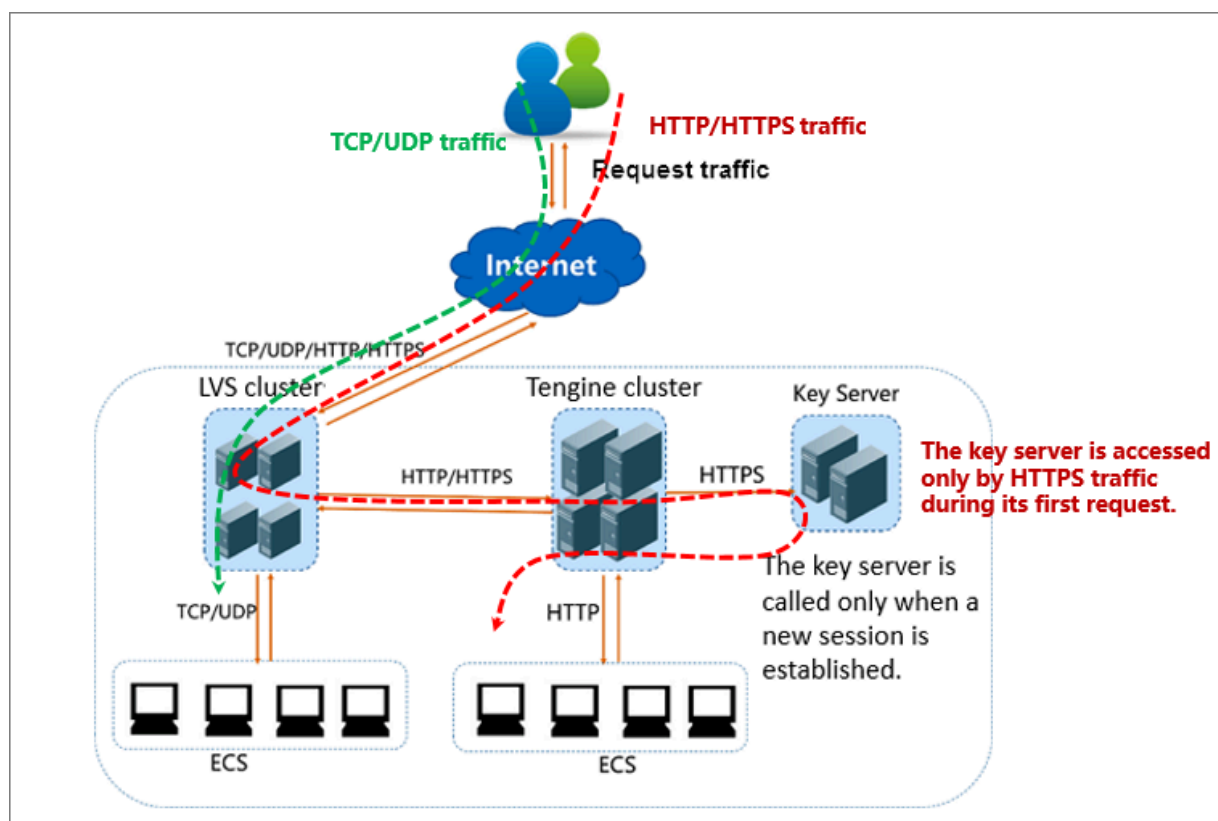 TCP/UDP traffic
HTTP/HTTPS traffic
Request traffic
Internet
TCP/UDP/HTTP/HTTPS
LVS cluster
Tengine cluster
Key Server
HTTP/HTTPS
HTTPS
The key server is accessed
only by HTTPS traffic
during its first request.
The key server is
called only when a
new session is
established.
TCP/UDP
HTTP
ECS
ECS